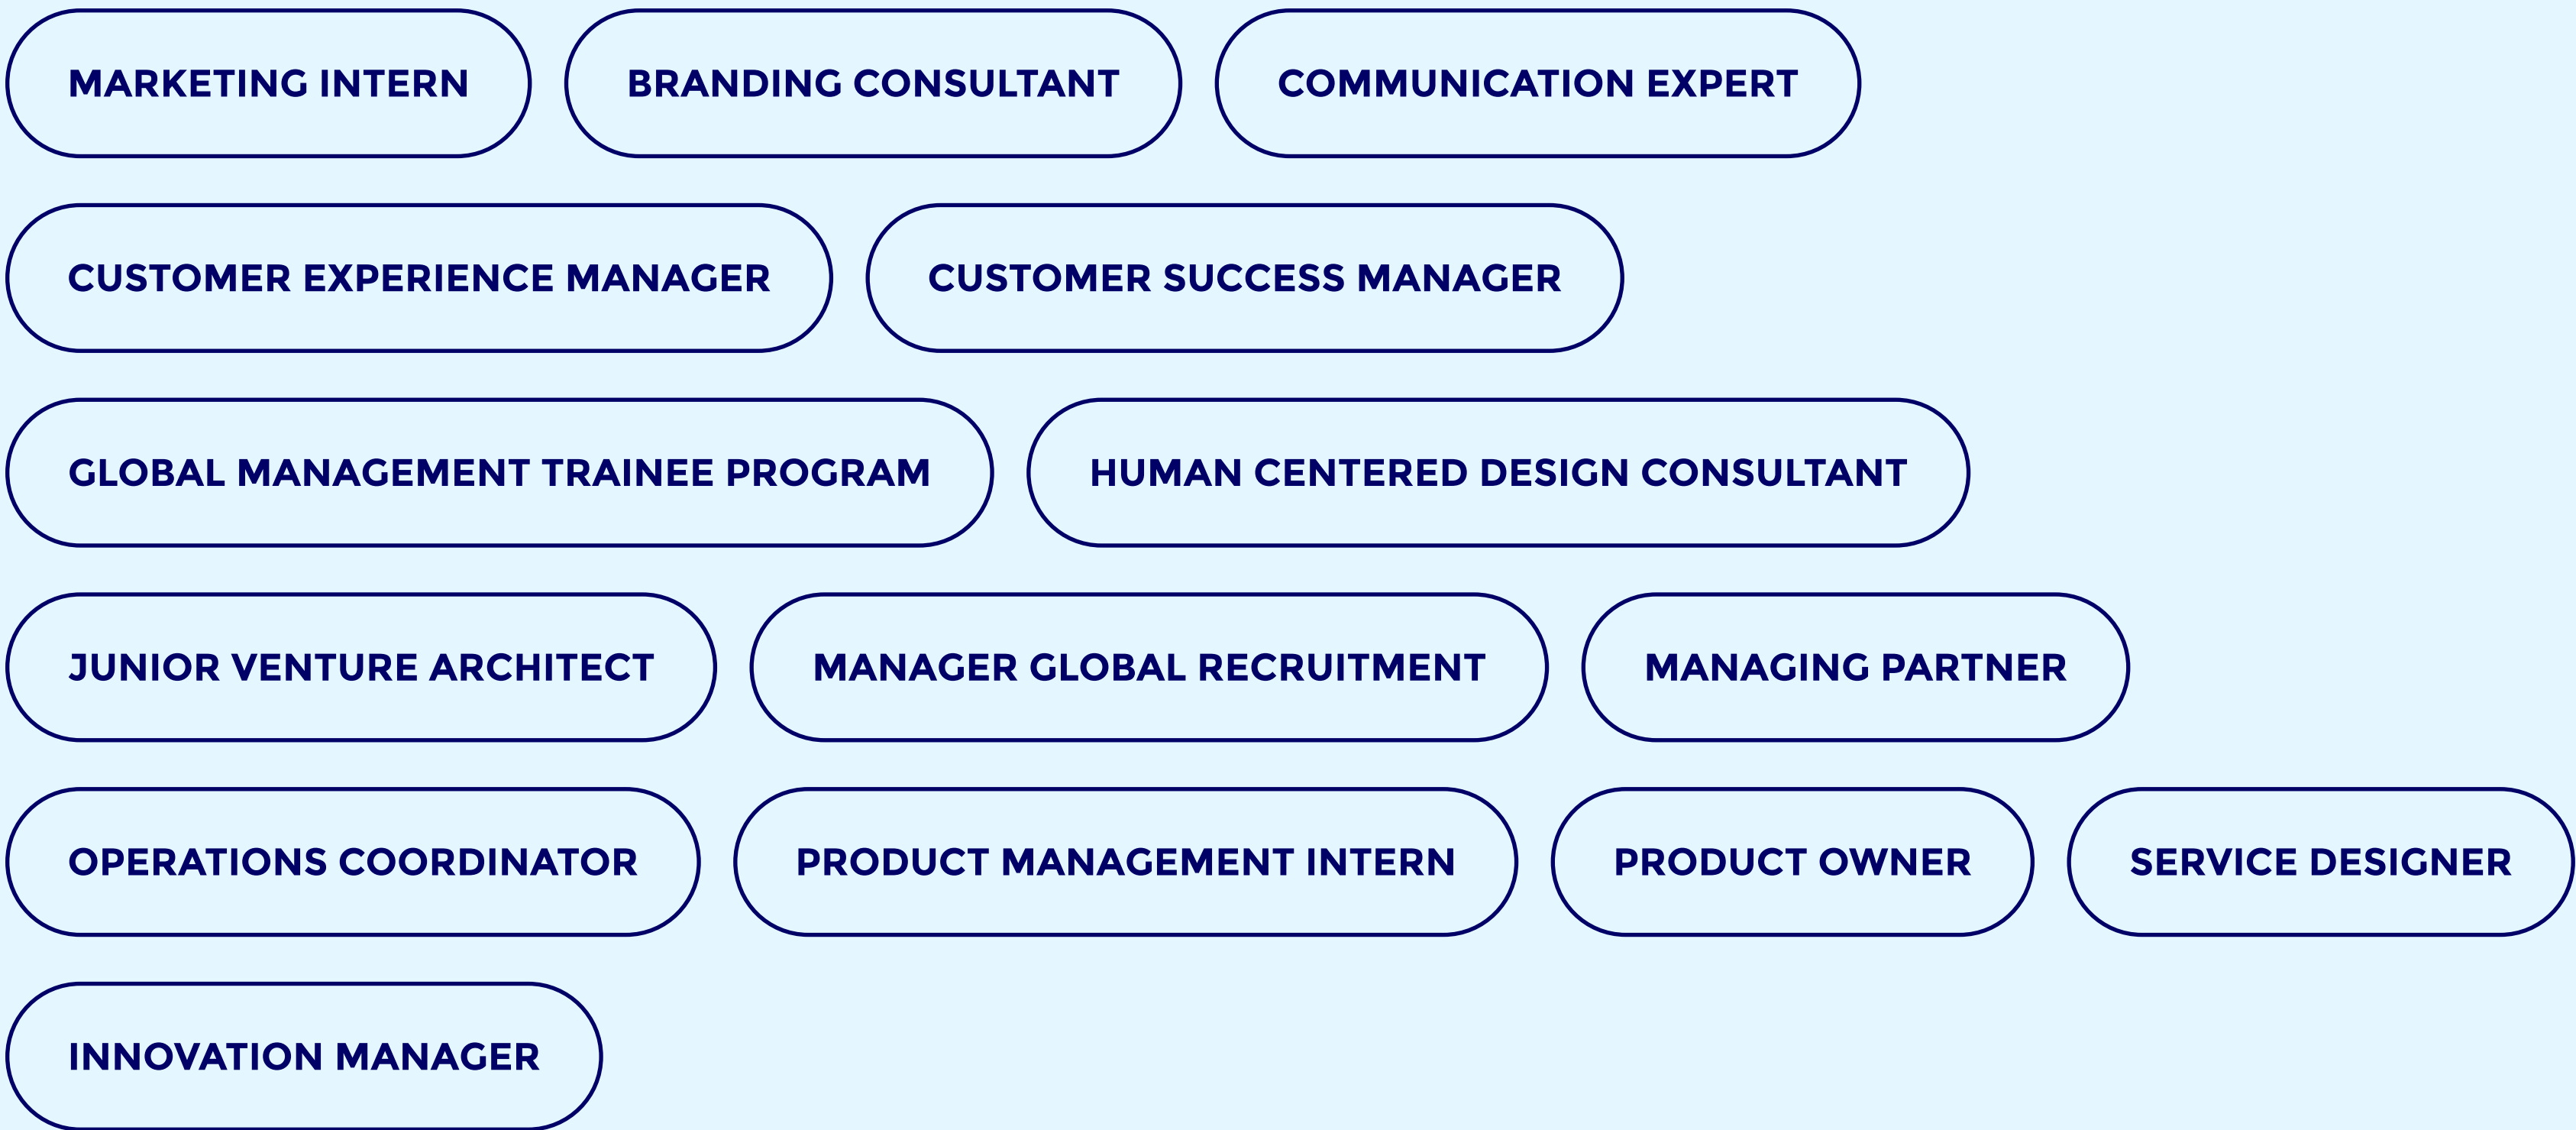 MARKETING INTERN BRANDING CONSULTANT COMMUNICATION EXPERT
CUSTOMER EXPERIENCE MANAGER CUSTOMER SUCCESS MANAGER
GLOBAL MANAGEMENT TRAINEE PROGRAM HUMAN CENTERED DESIGN CONSULTANT
JUNIOR VENTURE ARCHITECT MANAGER GLOBAL RECRUITMENT MANAGING PARTNER
OPERATIONS COORDINATOR PRODUCT MANAGEMENT INTERN PRODUCT OWNER SERVICE DESIGNER
INNOVATION MANAGER